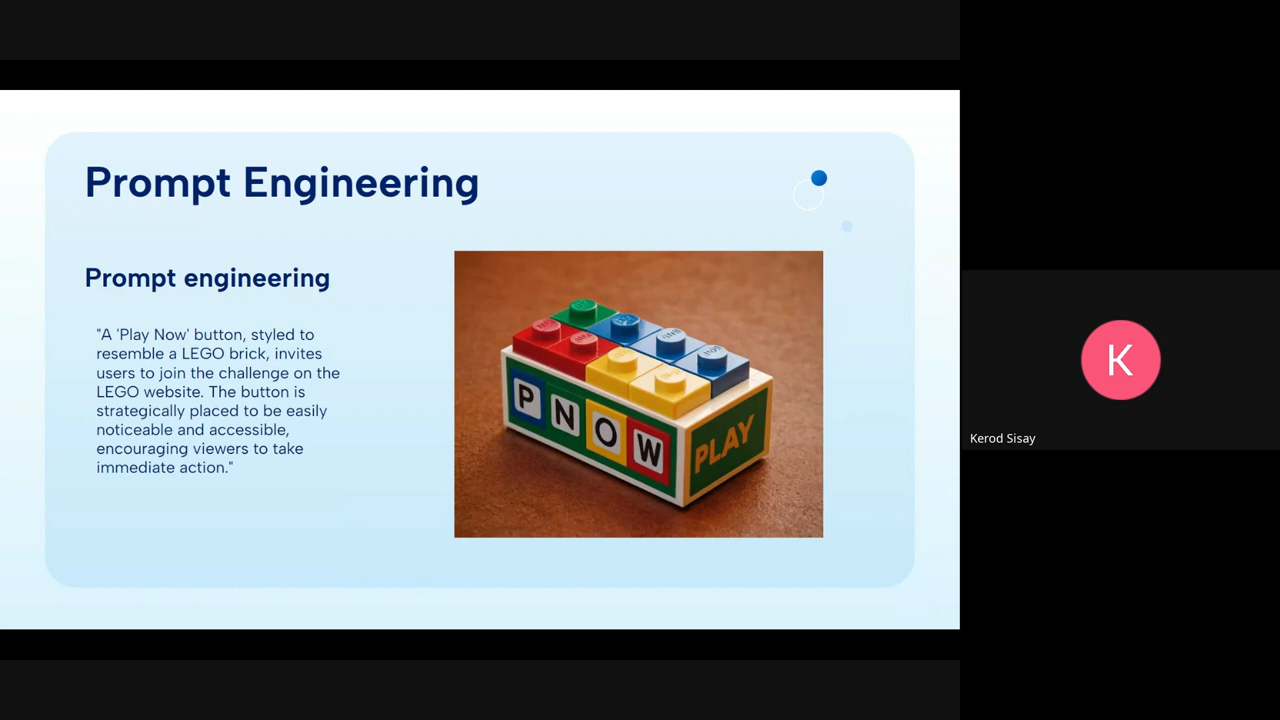 Prompt Engineering
Prompt engineering
"A 'Play Now' button, styled to
resemble a LEGO brick, invites
users to join the challenge on the
LEGO website. The button is
strategically placed to be easily
noticeable and accessible,
encouraging viewers to take
immediate action."
P N O W
PLAY
K
Kerod Sisay